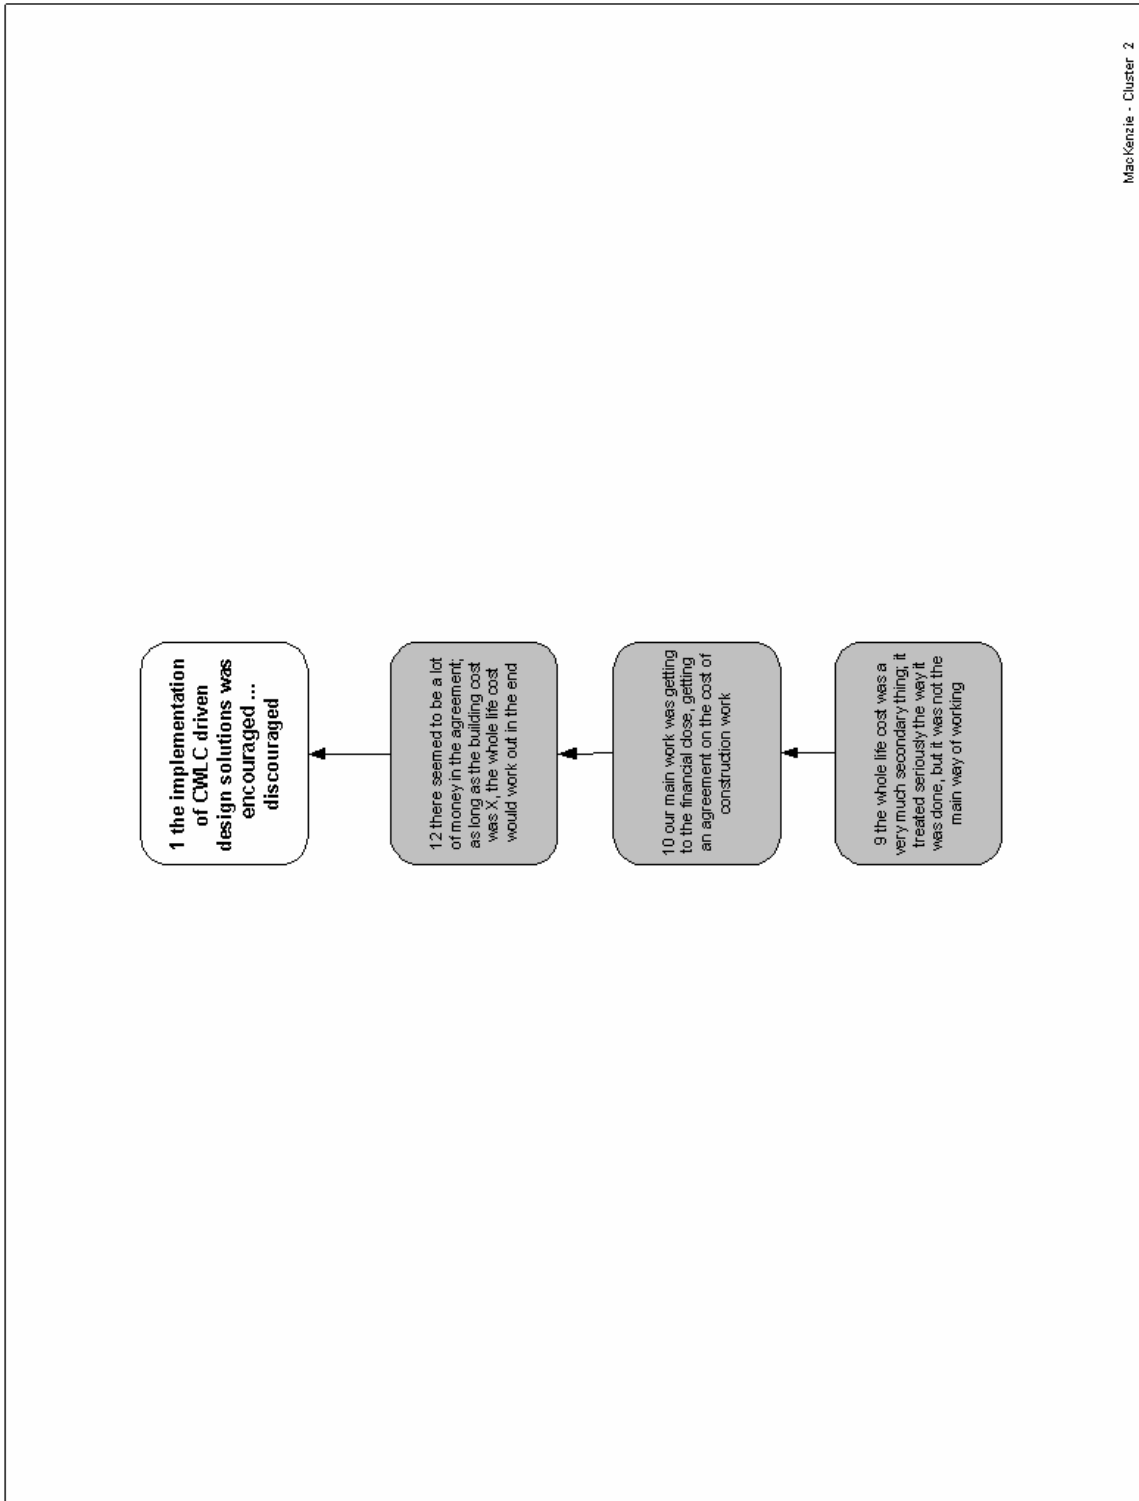 1 the implementation
of CWLC driven
design solutions was
encouraged ...
discouraged
12 there seemed to be a lot
of money in the agreement;
as long as the building cost
was X, the whole life cost
would work out in the end
10 our main work was getting
to the financial close, getting
an agreement on the cost of
construction work
9 the whole life cost was a
very much secondary thing; it
treated seriously the way it
was done, but it was not the
main way of working
MacKenzie - Cluster 2